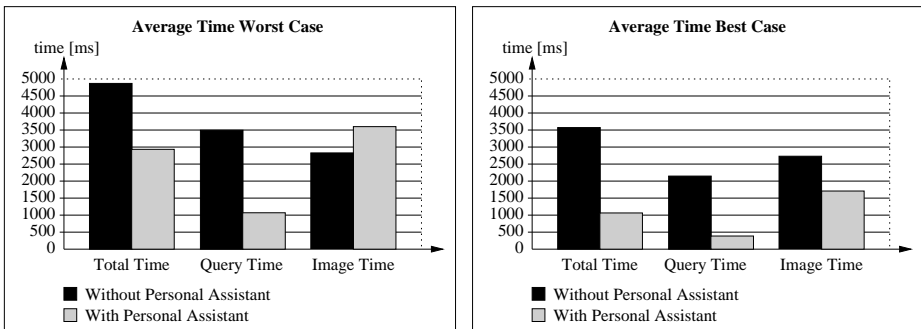 Average Time Worst Case
time [ms]
5000
4500
4000
3500
3000
2500
2000
1500
1000
500
0
Total Time Query Time Image Time
Without Personal Assistant
With Personal Assistant
Average Time Best Case
time [ms]
5000
4500
4000
3500
3000
2500
2000
1500
1000
500
0
Total Time Query Time Image Time
Without Personal Assistant
With Personal Assistant